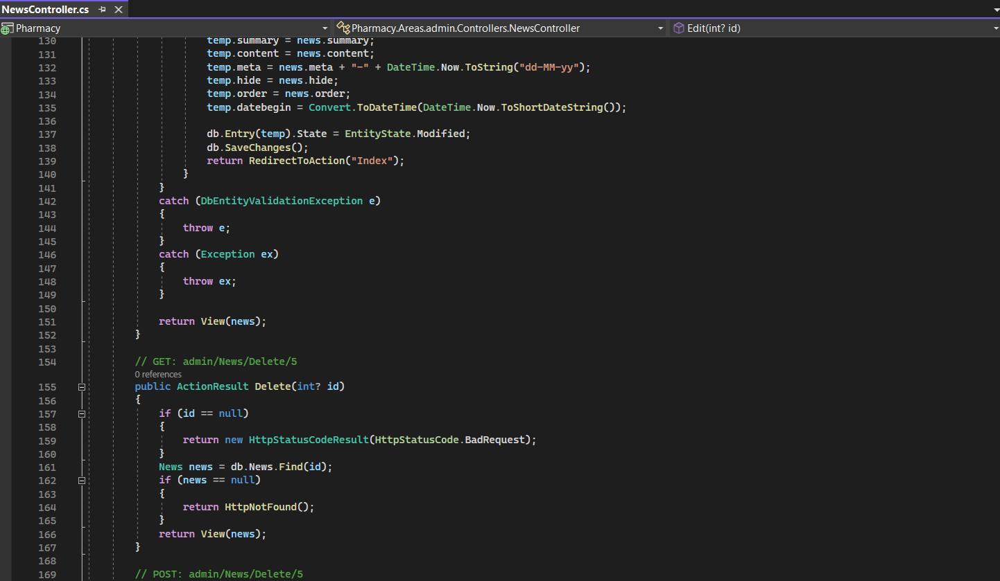 NewsController.cs
Pharmacy
Pharmacy.Areas.admin.Controllers.NewsController
Edit(int? id)
130 temp.summary = news.summary;
131 temp.content = news.content;
132 temp.meta = news.meta + "-" + DateTime.Now.ToString("dd-MM-yy");
133 temp.hide = news.hide;
134 temp.order = news.order;
135 temp.datebegin = Convert.ToDateTime(DateTime.Now.ToShortDateString());
136
137 db.Entry(temp).State = EntityState.Modified;
138 db.SaveChanges();
139 return RedirectToAction("Index");
140 }
141 }
142 catch (DbEntityValidationException e)
143 {
144 throw e;
145 }
146 catch (Exception ex)
147 {
148 throw ex;
149 }
150
151 return View(news);
152 }
153
154 // GET: admin/News/Delete/5
0 references
155 public ActionResult Delete(int? id)
156 {
157 if (id == null)
158 {
159 return new HttpStatusCodeResult(HttpStatusCode.BadRequest);
160 }
161 News news = db.News.Find(id);
162 if (news == null)
163 {
164 return HttpNotFound();
165 }
166 return View(news);
167 }
168
169 // POST: admin/News/Delete/5